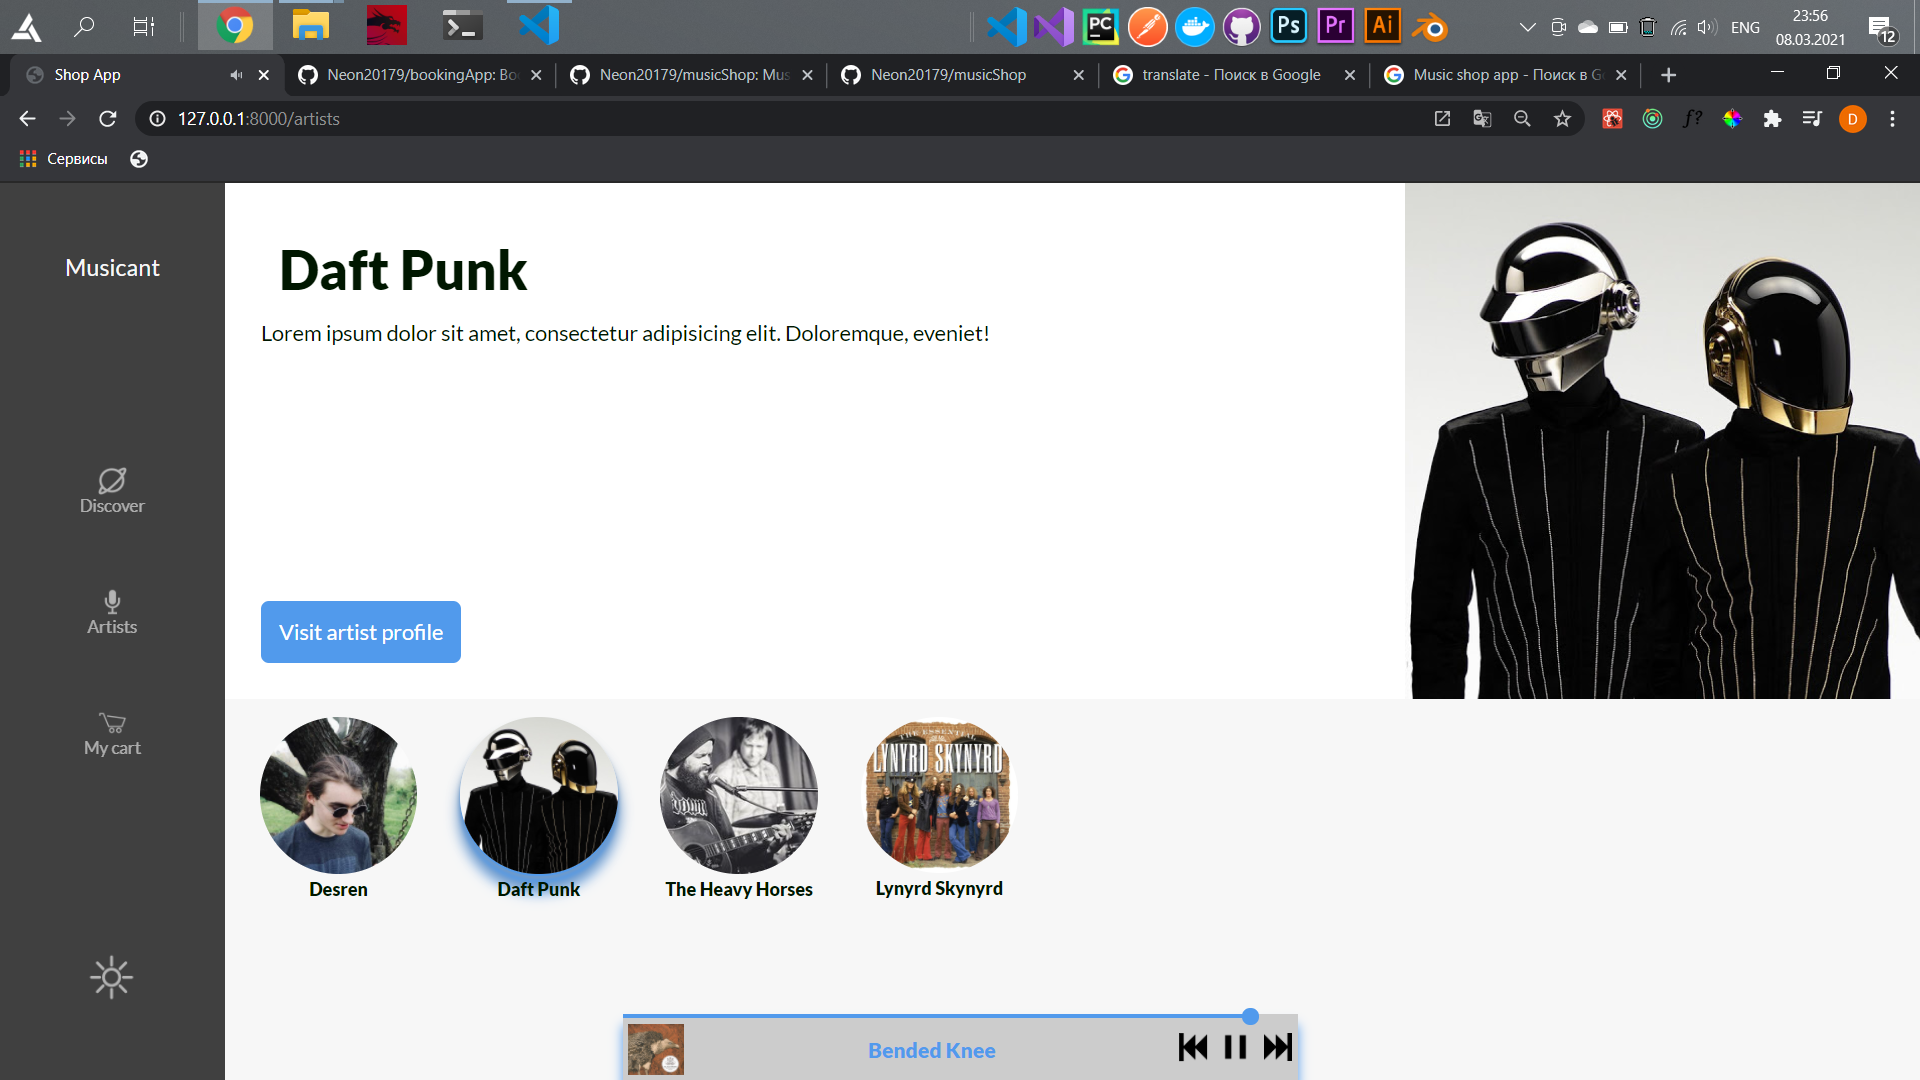 PC
Ps
Pr
Ai
ENG
23:56
08.03.2021
12
Shop App
Neon20179/bookingApp: Bo
Neon20179/musicShop: Mus
Neon20179/musicShop
translate - Поиск в Google
Music shop app - Поиск в G
127.0.0.1:8000/artists
f?
D
Сервисы
Musicant
Discover
Artists
My cart
Daft Punk
Lorem ipsum dolor sit amet, consectetur adipisicing elit. Doloremque, eveniet!
Visit artist profile
THE ESSENTIAL
LYNYRD SKYNYRD
Desren
Daft Punk
The Heavy Horses
Lynyrd Skynyrd
Bended Knee